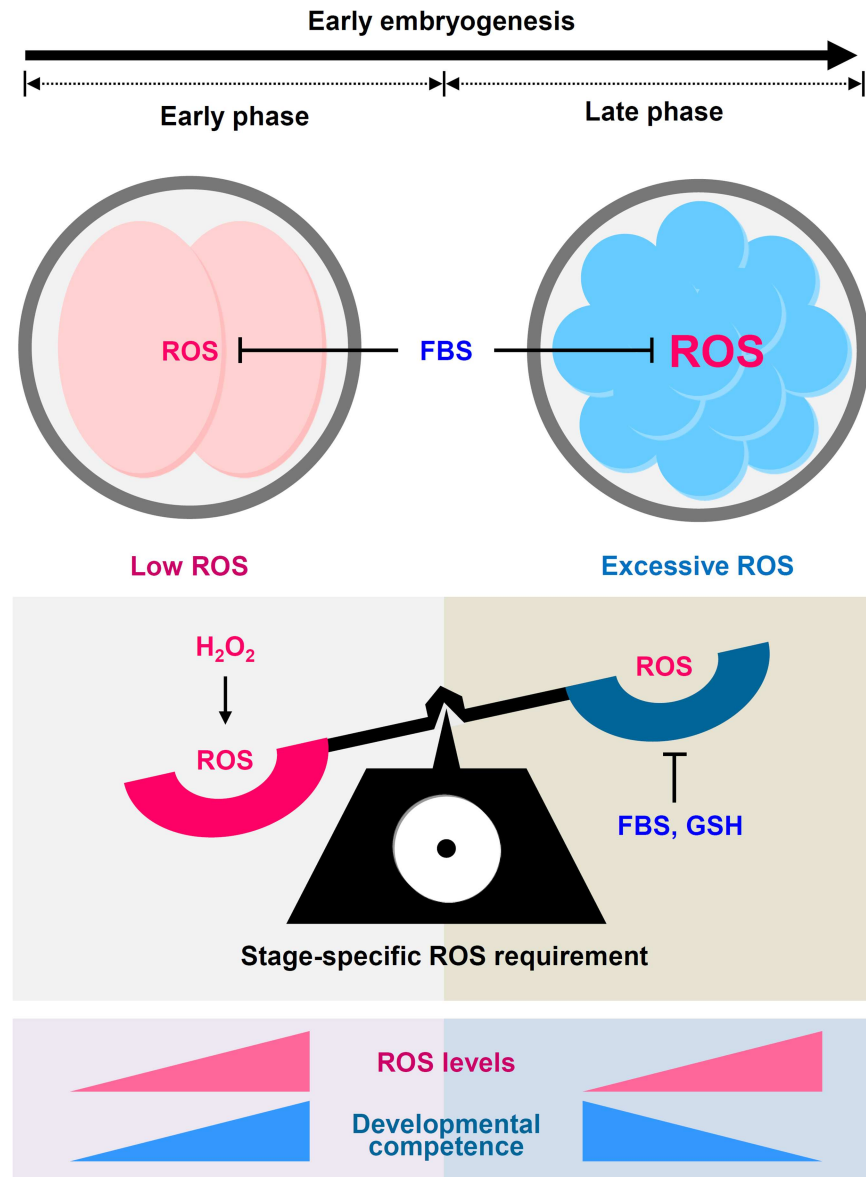 Early embryogenesis
Early phase
Late phase
ROS
FBS
ROS
Low ROS
Excessive ROS
H₂O₂
ROS
ROS
FBS, GSH
Stage-specific ROS requirement
ROS levels
Developmental
competence